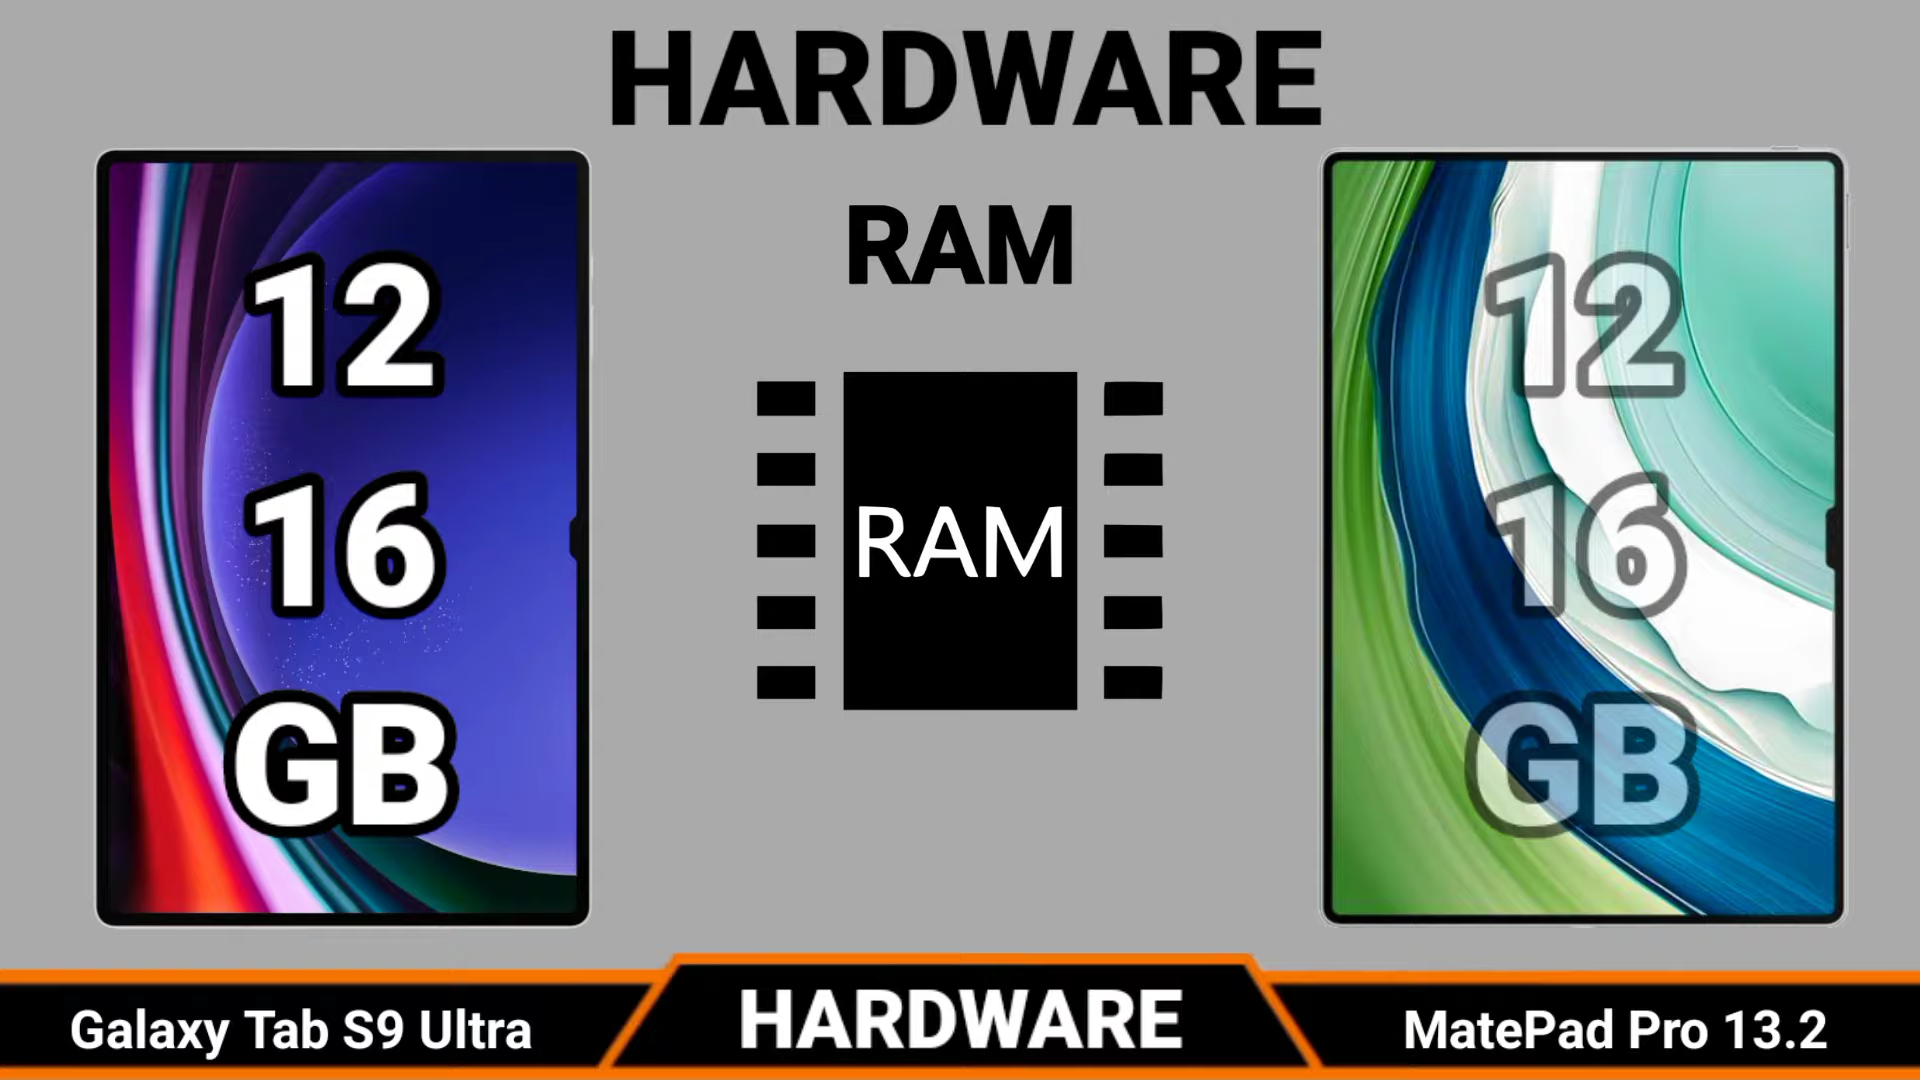 HARDWARE
RAM
12
16
GB
RAM
12
16
GB
Galaxy Tab S9 Ultra
HARDWARE
MatePad Pro 13.2